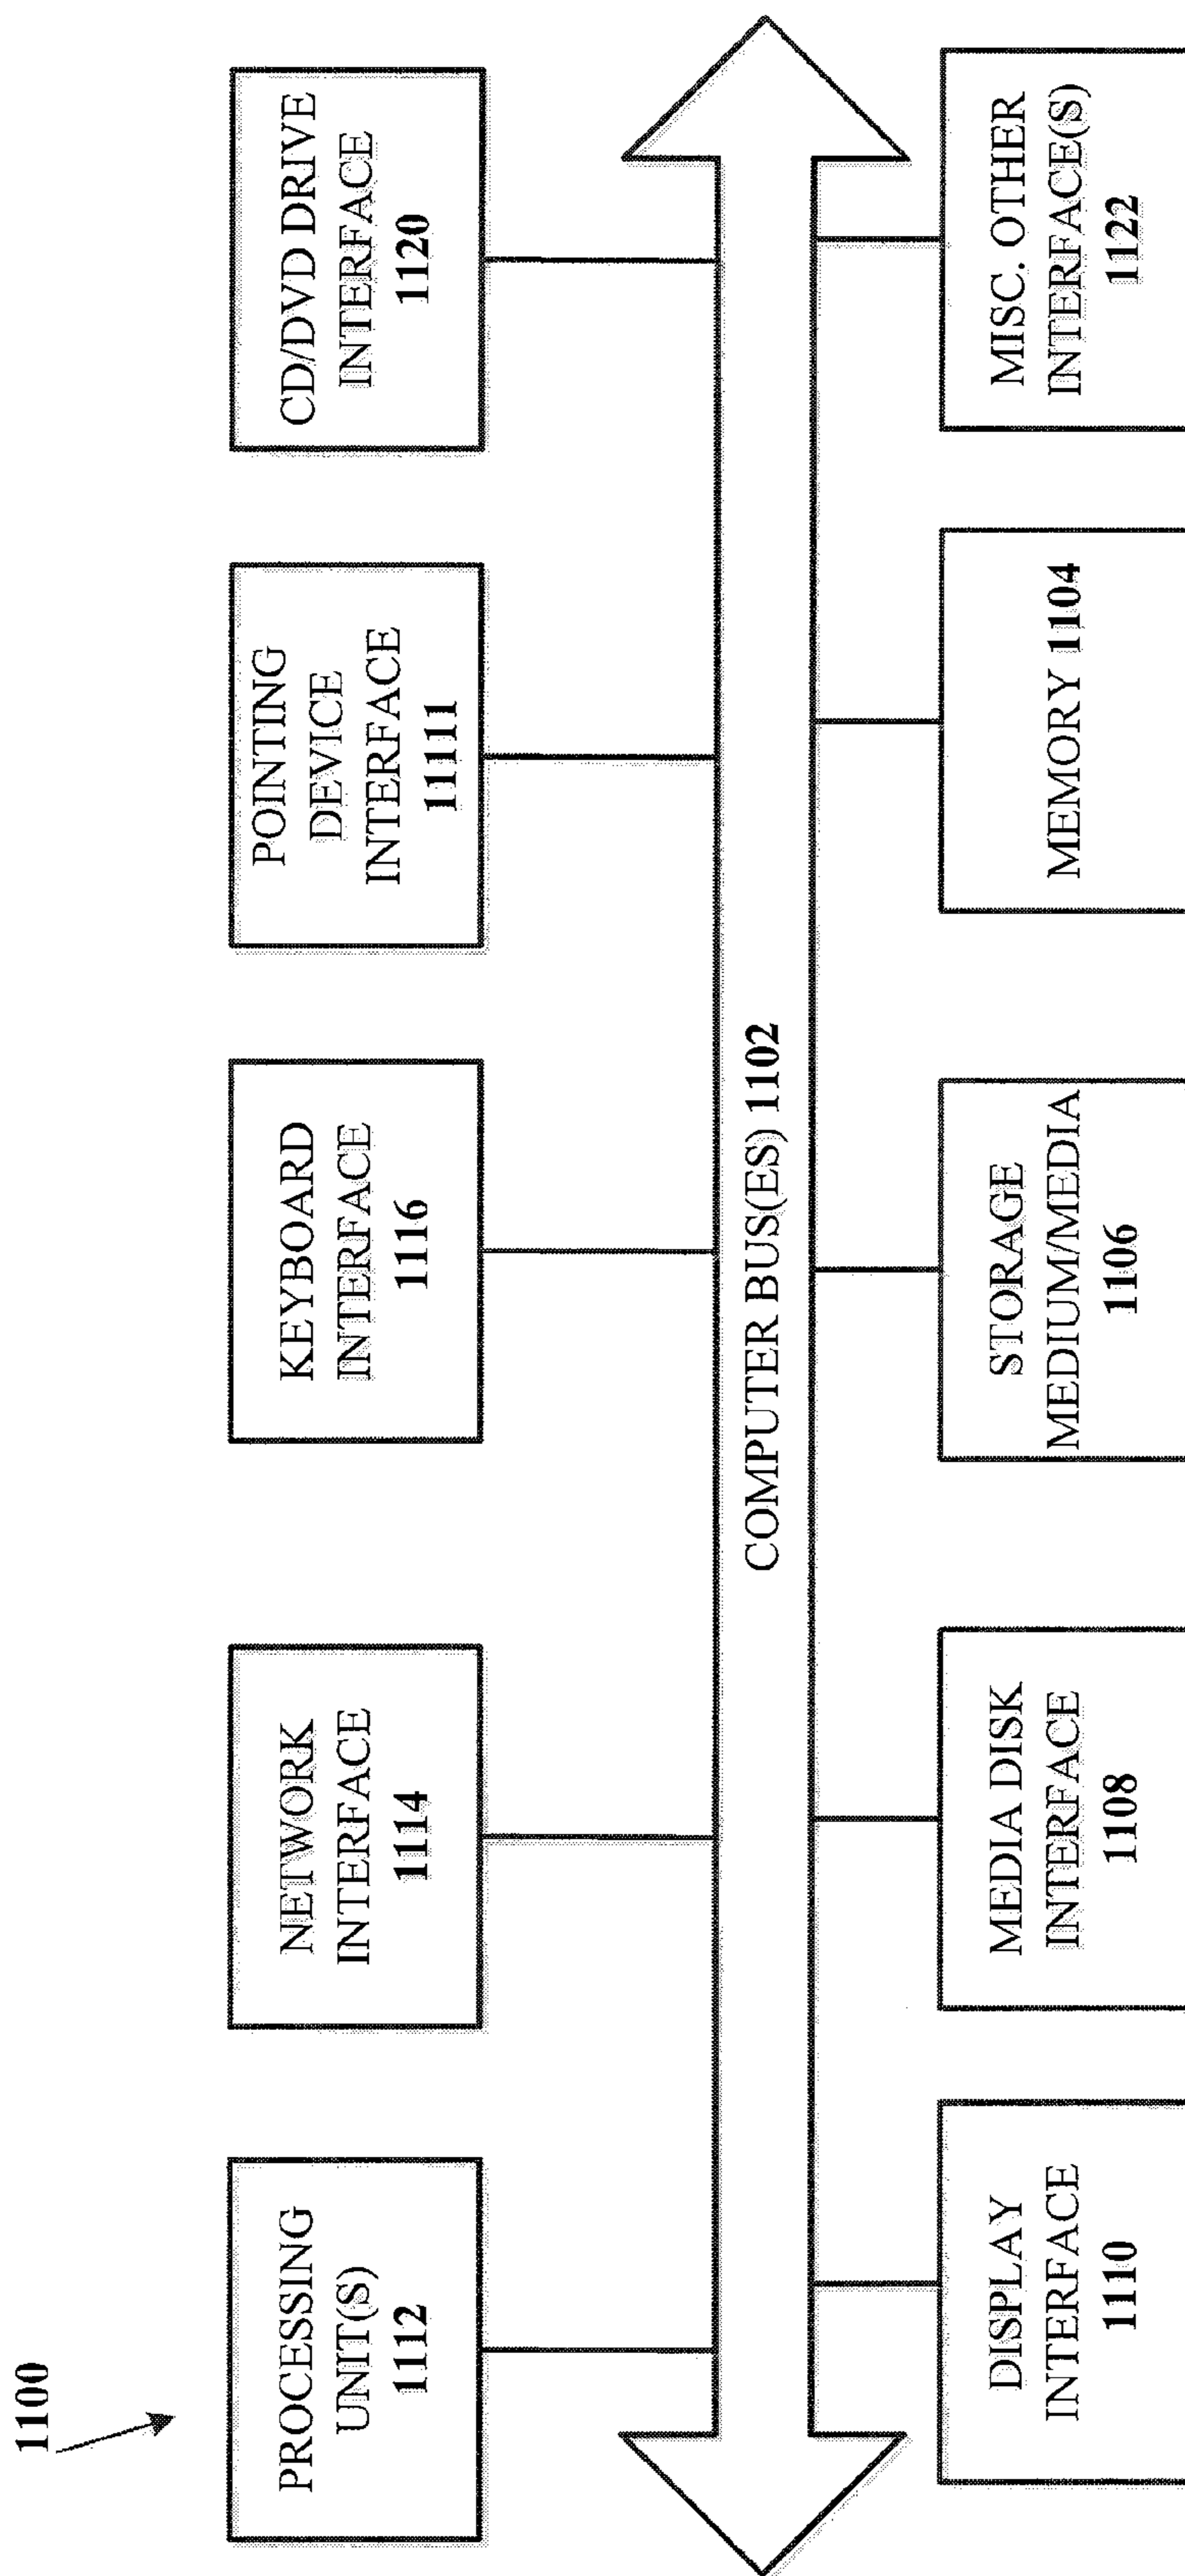 1100
PROCESSING
UNIT(S)
1112
NETWORK
INTERFACE
1114
KEYBOARD
INTERFACE
1116
POINTING
DEVICE
INTERFACE
11111
CD/DVD DRIVE
INTERFACE
1120
COMPUTER BUS(ES) 1102
DISPLAY
INTERFACE
1110
MEDIA DISK
INTERFACE
1108
STORAGE
MEDIUM/MEDIA
1106
MEMORY 1104
MISC. OTHER
INTERFACE(S)
1122